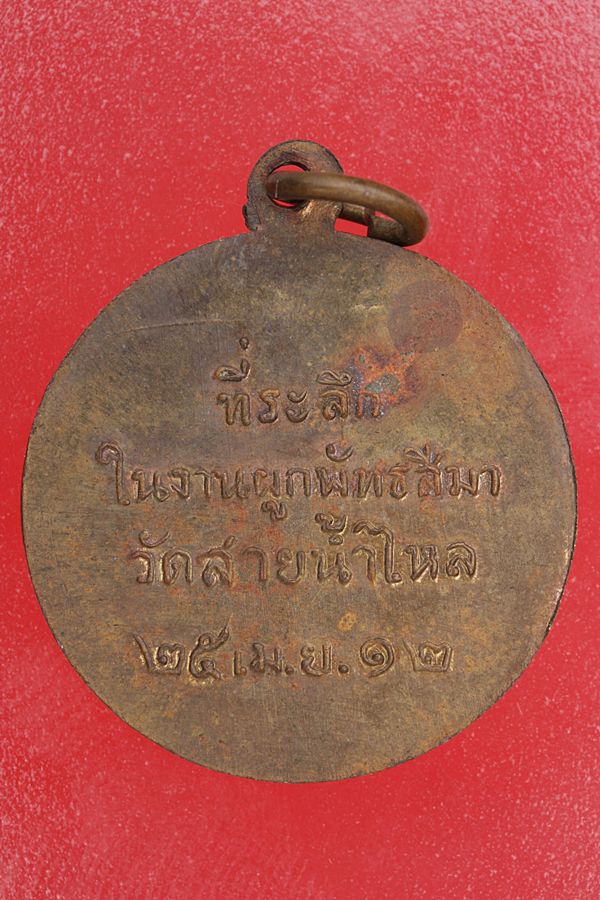 ที่ระลึก
ในงานผูกพัทธสีมา
วัดสายน้ำไหล
๒๕ เม.ย. ๑๒